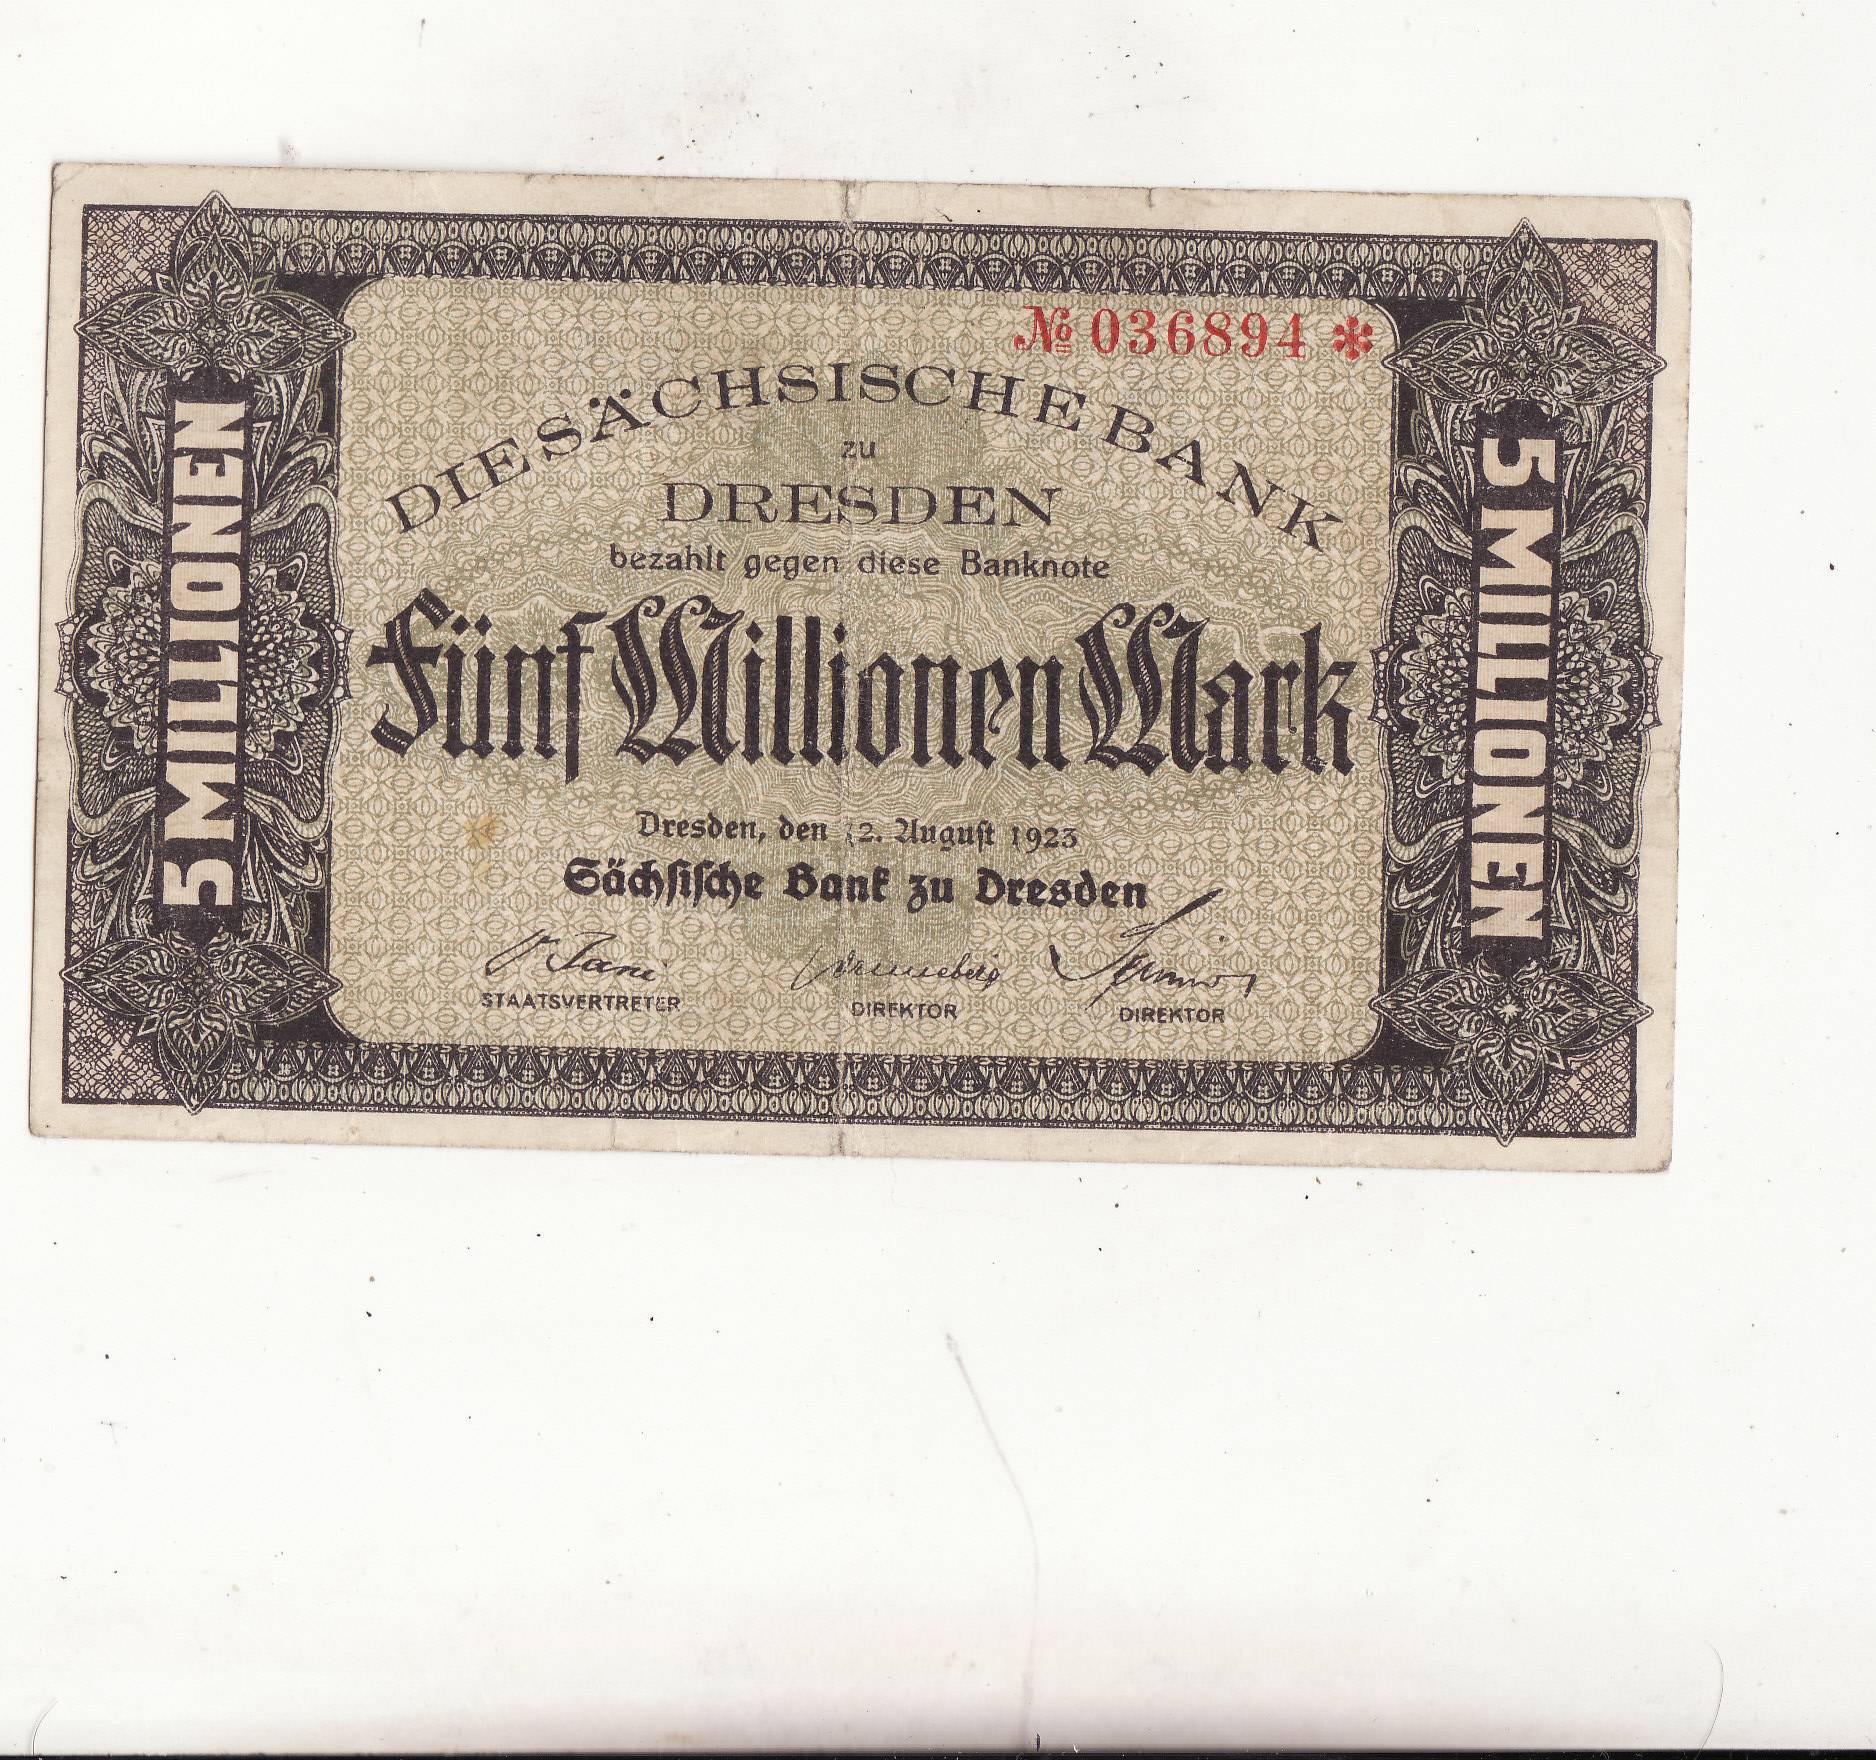 № 036894 *
DIE SÄCHSISCHE BANK
zu
DRESDEN
bezahlt gegen diese Banknote
Fünf Millionen Mark
Dresden, den 12. August 1923
Sächsische Bank zu Dresden
STAATSVERTRETER
DIREKTOR
DIREKTOR
5 MILLIONEN
5 MILLIONEN